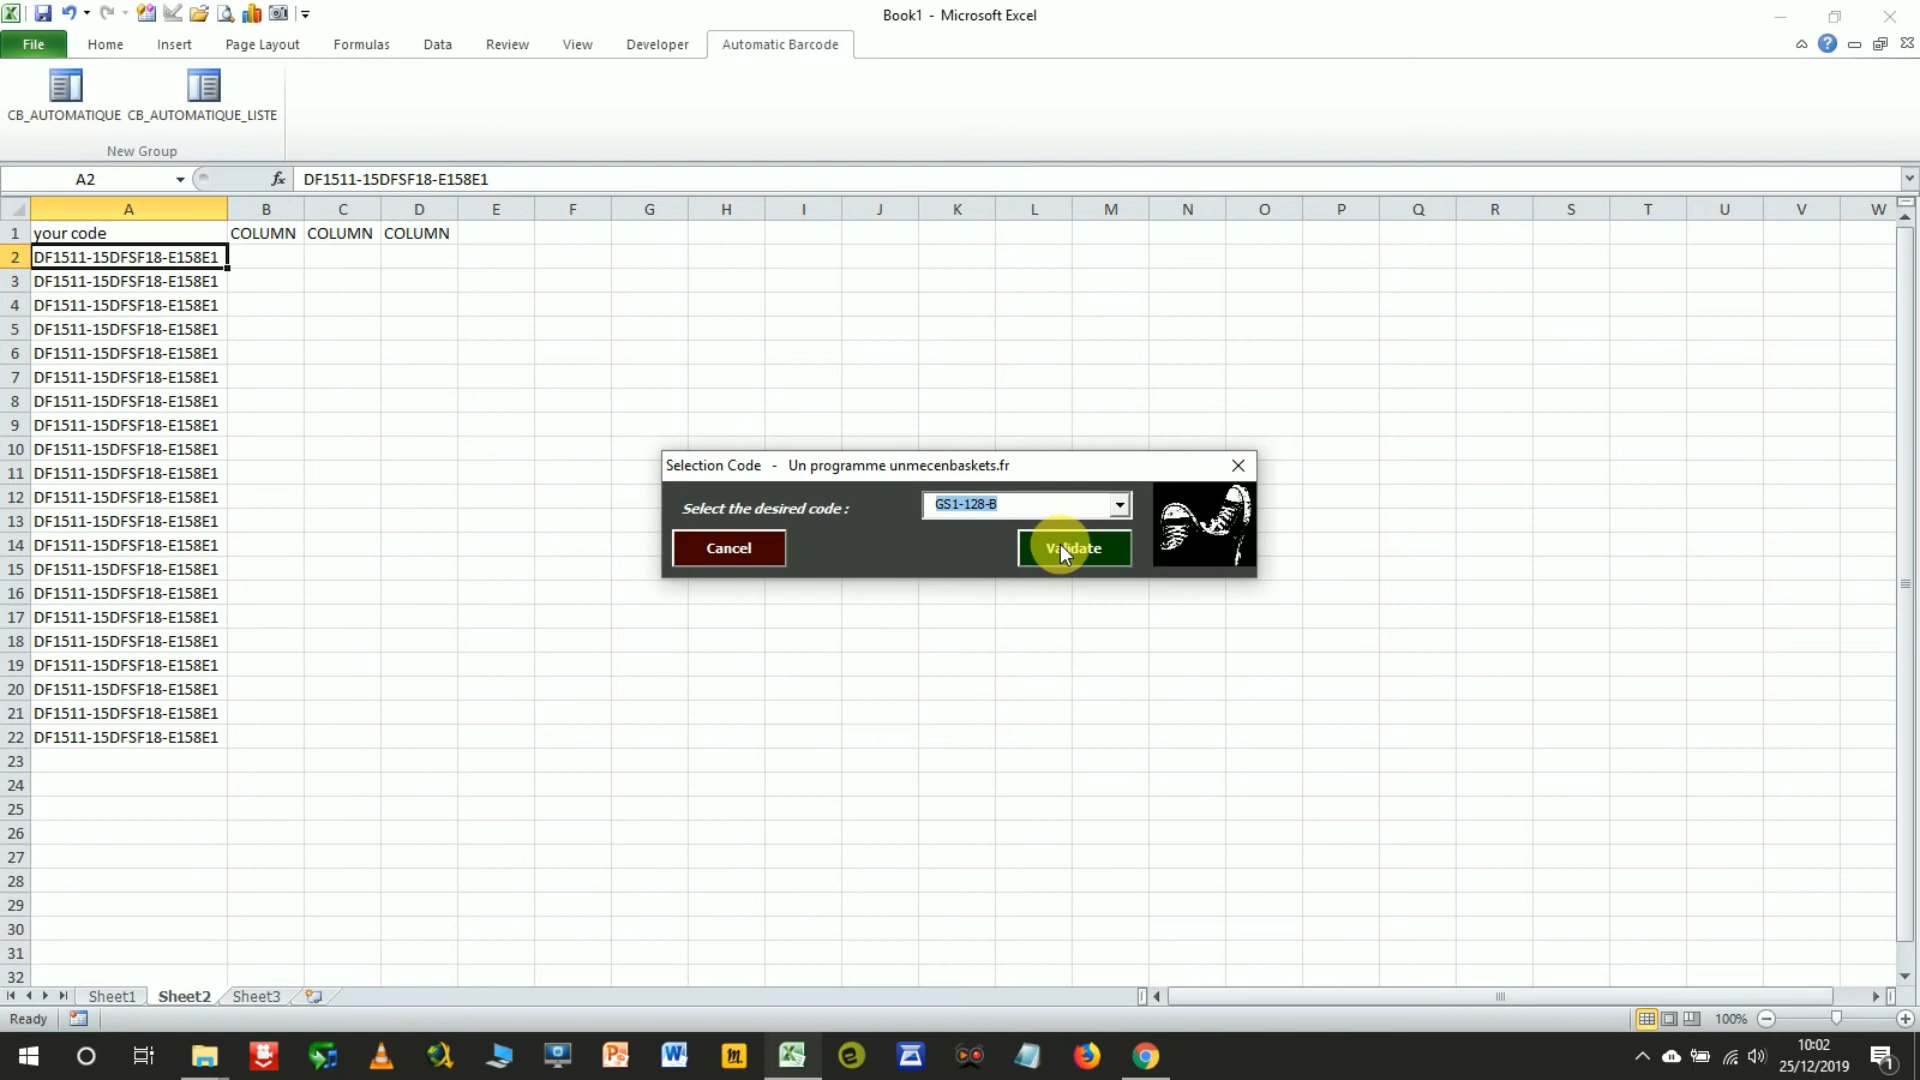 Book1 - Microsoft Excel
File Home Insert Page Layout Formulas Data Review View Developer Automatic Barcode
CB_AUTOMATIQUE CB_AUTOMATIQUE_LISTE
New Group
A2 fx DF1511-15DFSF18-E158E1
A B C D E F G H I J K L M N O P Q R S T U V W
1 your code COLUMN COLUMN COLUMN
2 DF1511-15DFSF18-E158E1
3 DF1511-15DFSF18-E158E1
4 DF1511-15DFSF18-E158E1
5 DF1511-15DFSF18-E158E1
6 DF1511-15DFSF18-E158E1
7 DF1511-15DFSF18-E158E1
8 DF1511-15DFSF18-E158E1
9 DF1511-15DFSF18-E158E1
10 DF1511-15DFSF18-E158E1
11 DF1511-15DFSF18-E158E1
12 DF1511-15DFSF18-E158E1
13 DF1511-15DFSF18-E158E1
14 DF1511-15DFSF18-E158E1
15 DF1511-15DFSF18-E158E1
16 DF1511-15DFSF18-E158E1
17 DF1511-15DFSF18-E158E1
18 DF1511-15DFSF18-E158E1
19 DF1511-15DFSF18-E158E1
20 DF1511-15DFSF18-E158E1
21 DF1511-15DFSF18-E158E1
22 DF1511-15DFSF18-E158E1
23
24
25
26
27
28
29
30
31
32
Selection Code - Un programme unmecenbaskets.fr
Select the desired code : GS1-128-B
Cancel Validate
Sheet1 Sheet2 Sheet3
Ready 100%
10:02
25/12/2019
1